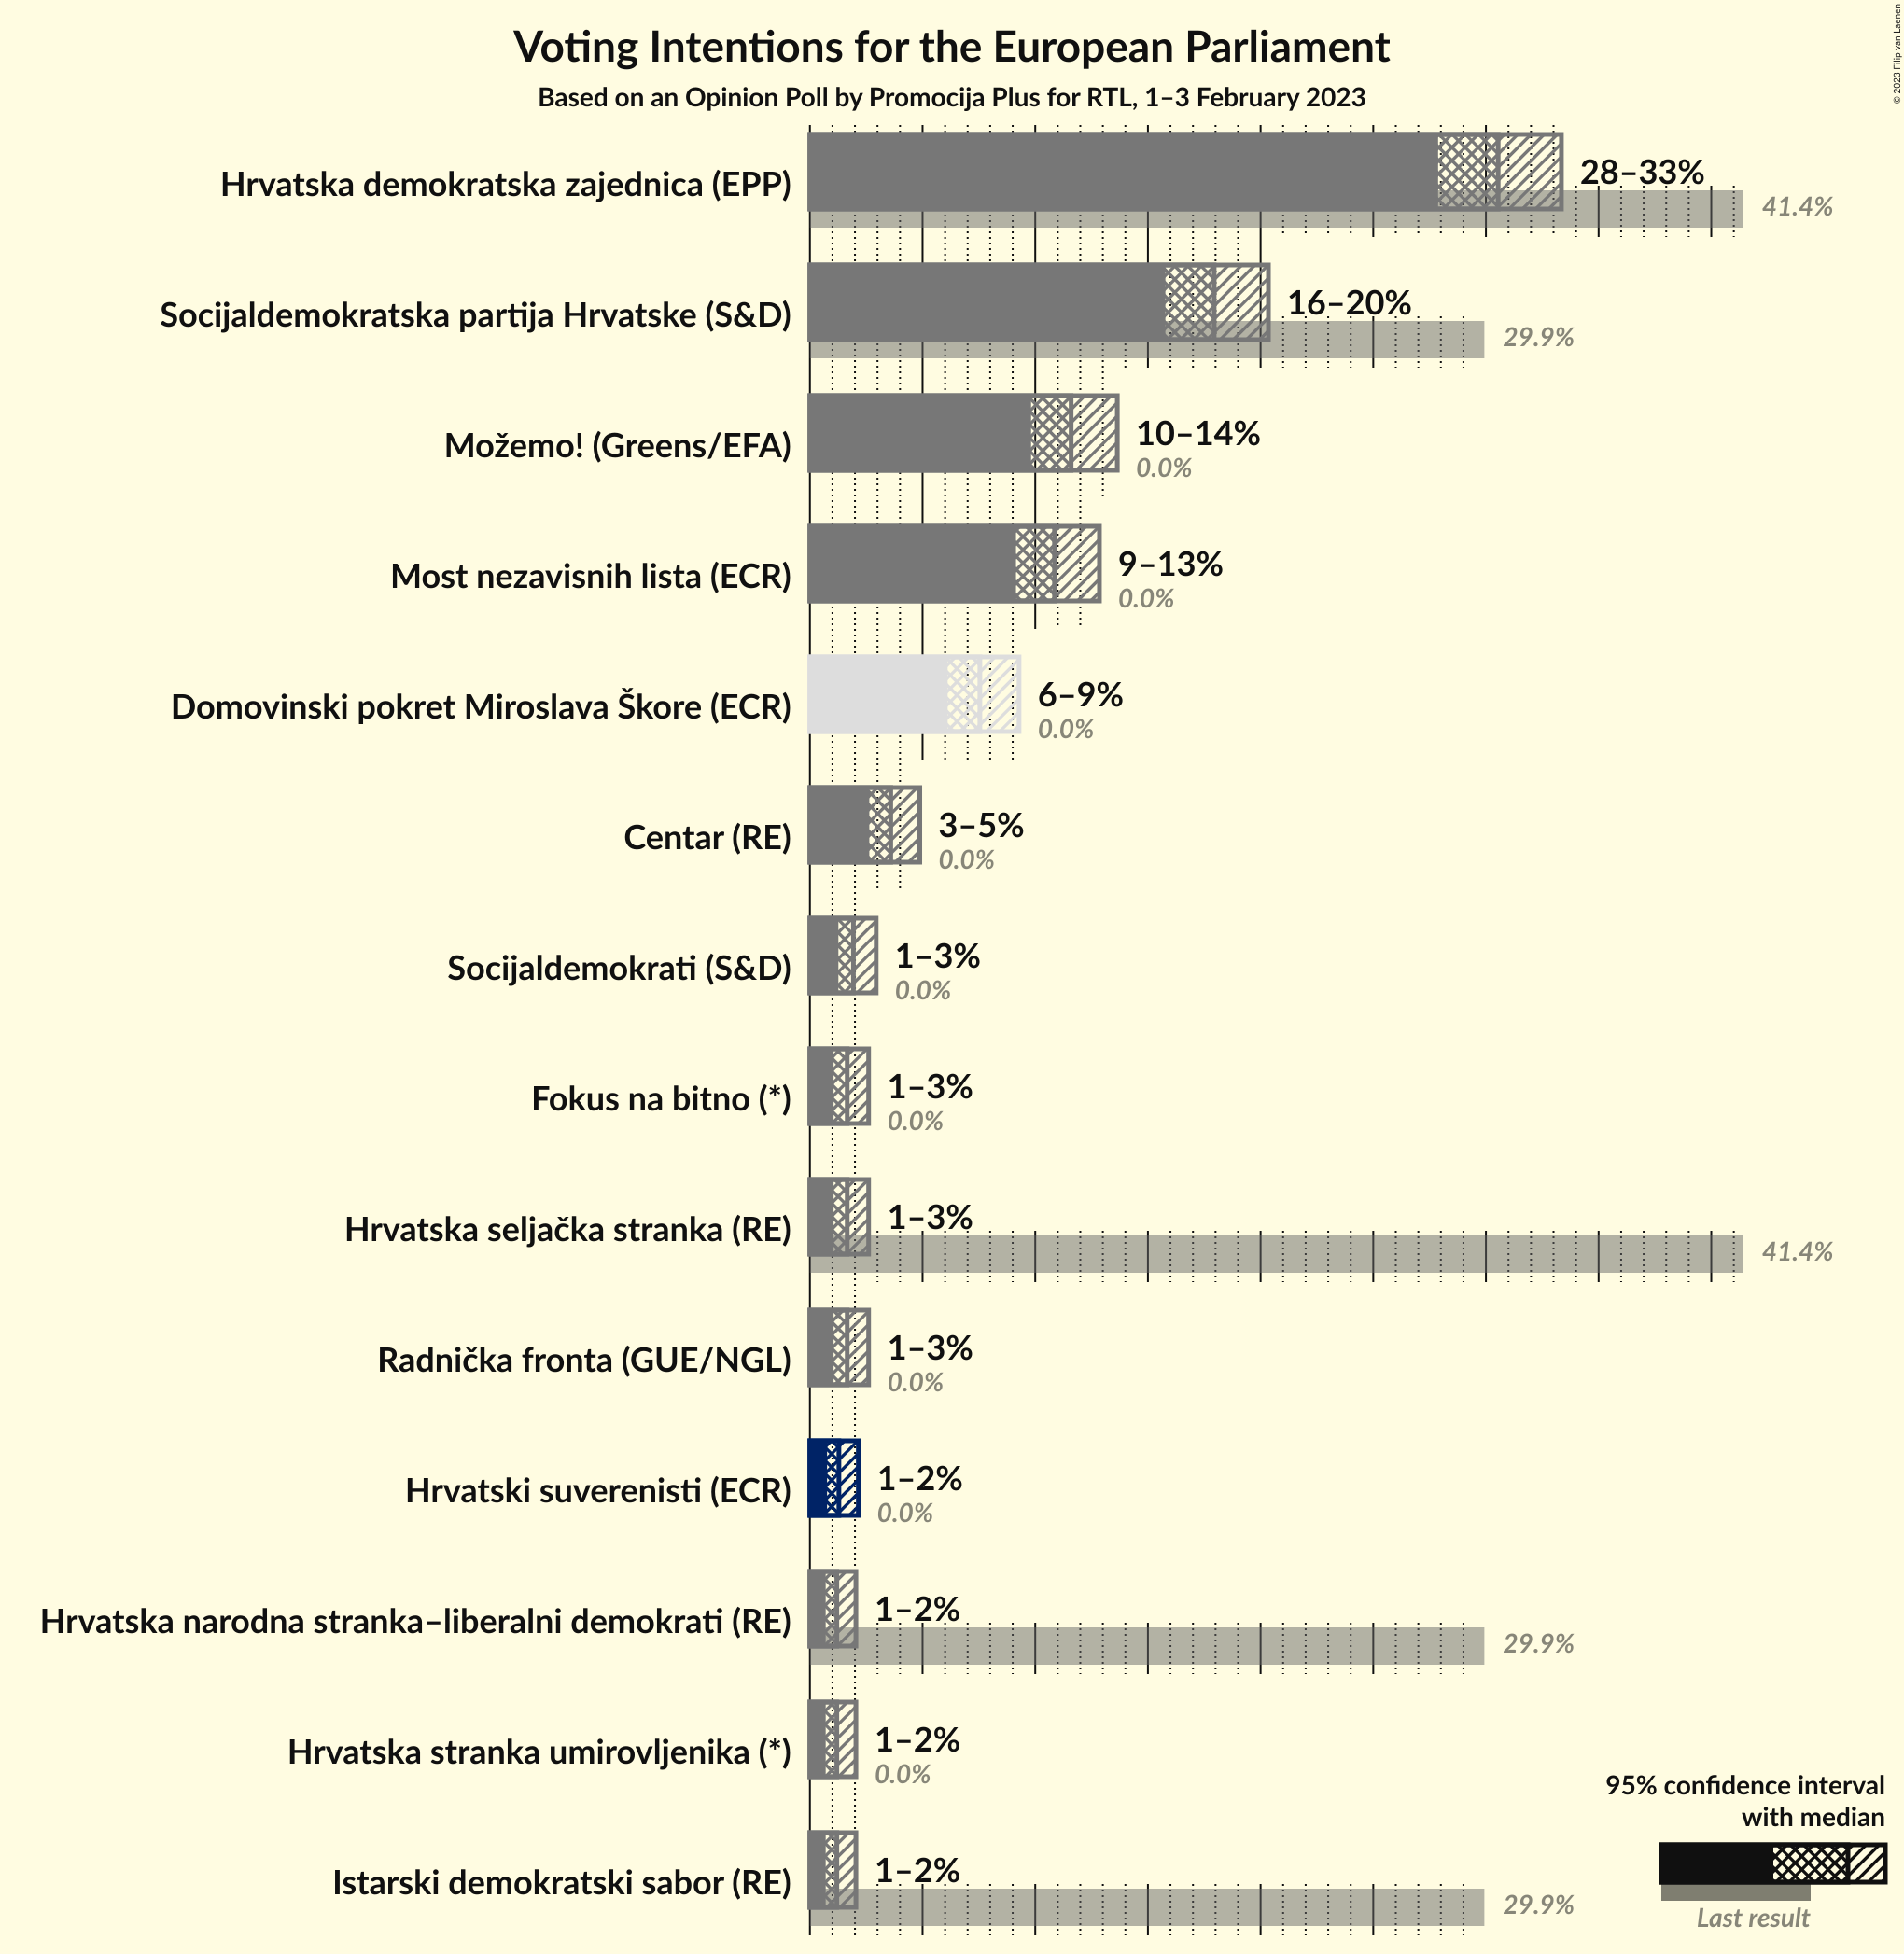 Voting Intentions for the European Parliament
Based on an Opinion Poll by Promocija Plus for RTL, 1–3 February 2023
© 2023 Filip van Laenen
Hrvatska demokratska zajednica (EPP)
28–33%
41.4%
Socijaldemokratska partija Hrvatske (S&D)
16–20%
29.9%
Možemo! (Greens/EFA)
10–14%
0.0%
Most nezavisnih lista (ECR)
9–13%
0.0%
Domovinski pokret Miroslava Škore (ECR)
6–9%
0.0%
Centar (RE)
3–5%
0.0%
Socijaldemokrati (S&D)
1–3%
0.0%
Fokus na bitno (*)
1–3%
0.0%
Hrvatska seljačka stranka (RE)
1–3%
41.4%
Radnička fronta (GUE/NGL)
1–3%
0.0%
Hrvatski suverenisti (ECR)
1–2%
0.0%
Hrvatska narodna stranka–liberalni demokrati (RE)
1–2%
29.9%
Hrvatska stranka umirovljenika (*)
1–2%
0.0%
Istarski demokratski sabor (RE)
1–2%
29.9%
95% confidence interval
with median
Last result